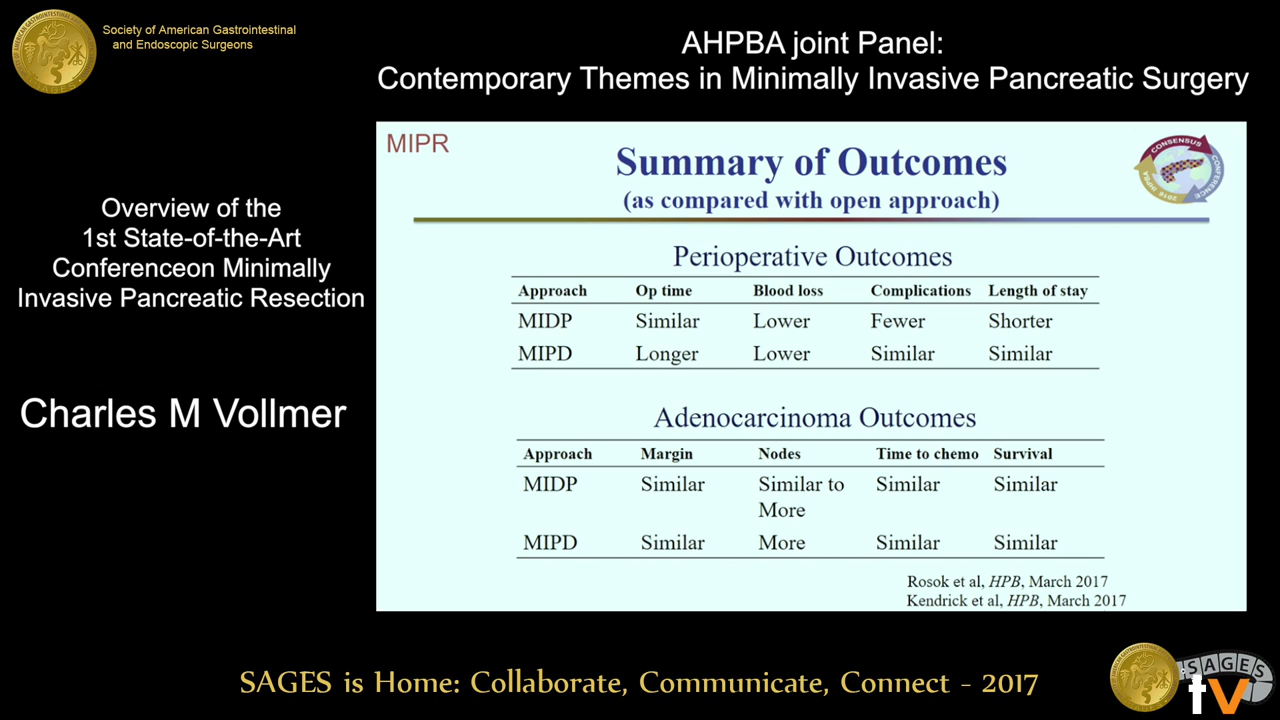 Society of American Gastrointestinal
and Endoscopic Surgeons
AHPBA joint Panel:
Contemporary Themes in Minimally Invasive Pancreatic Surgery
Overview of the
1st State-of-the-Art
Conferenceon Minimally
Invasive Pancreatic Resection
Charles M Vollmer
MIPR
Summary of Outcomes
(as compared with open approach)
CONSENSUS
CONFERENCE
Perioperative Outcomes
Approach Op time Blood loss Complications Length of stay
MIDP Similar Lower Fewer Shorter
MIPD Longer Lower Similar Similar
Adenocarcinoma Outcomes
Approach Margin Nodes Time to chemo Survival
MIDP Similar Similar to Similar Similar
More
MIPD Similar More Similar Similar
Rosok et al, HPB, March 2017
Kendrick et al, HPB, March 2017
SAGES is Home: Collaborate, Communicate, Connect - 2017
SAGES
tv